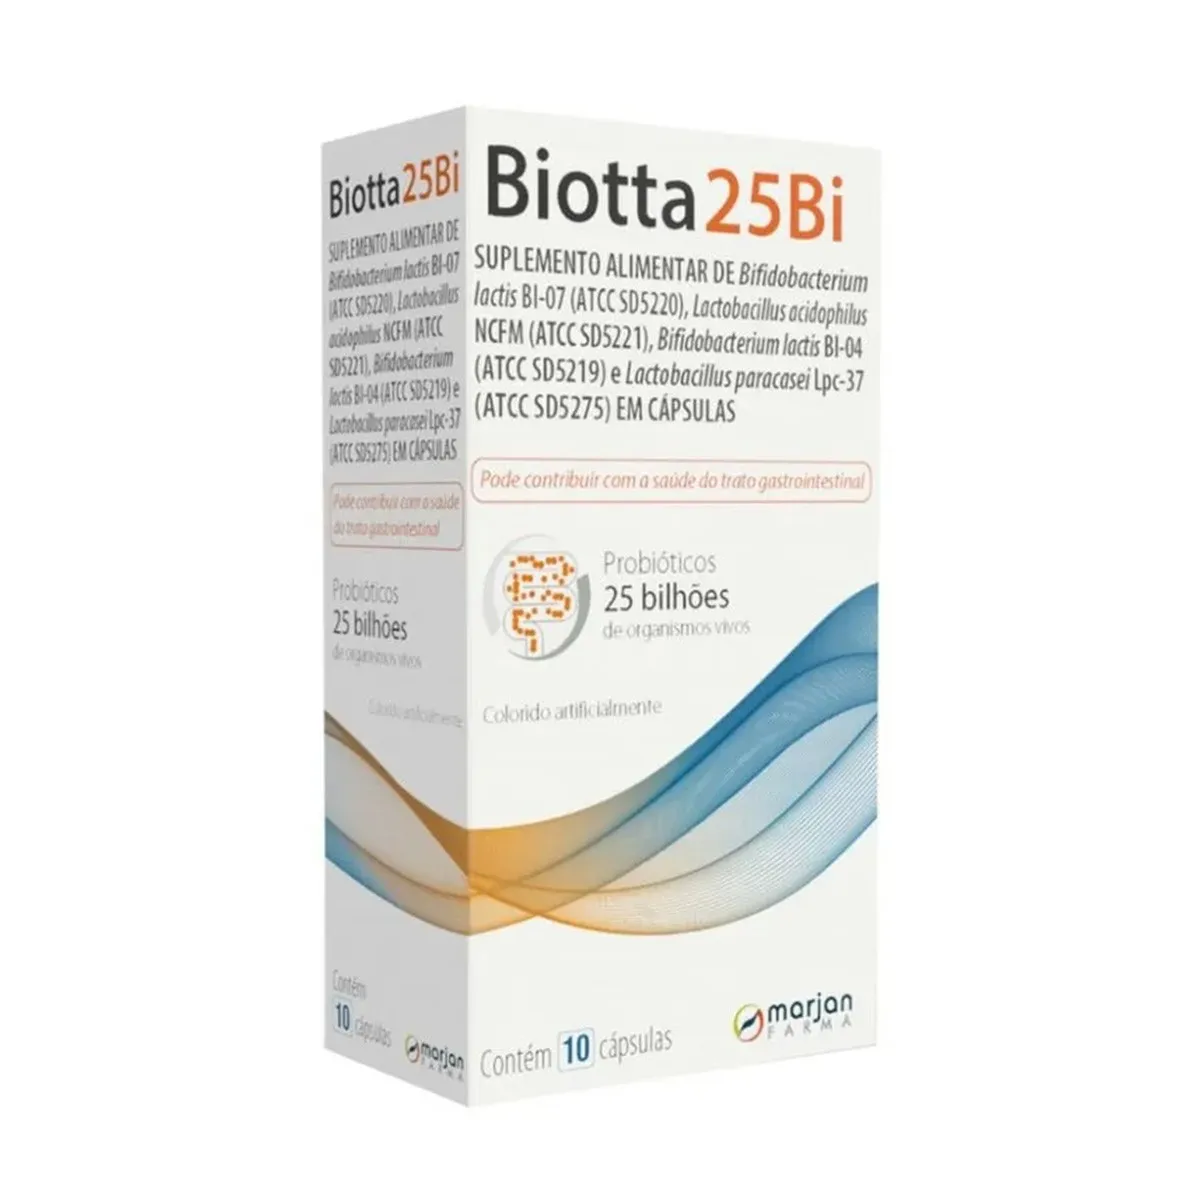 Biotta25Bi
SUPLEMENTO ALIMENTAR DE
Bifidobacterium lactis BI-07
(ATCC SD5220), Lactobacillus
acidophilus NCFM (ATCC
SD5221), Bifidobacterium
lactis BI-04 (ATCC SD5219) e
Lactobacillus paracasei Lpc-37
(ATCC SD5275) EM CÁPSULAS
Pode contribuir com a saúde
do trato gastrointestinal
Probióticos
25 bilhões
de organismos vivos
Colorido artificialmente
Contém
10 cápsulas
marjan
FARMA
Biotta25Bi
SUPLEMENTO ALIMENTAR DE Bifidobacterium
lactis BI-07 (ATCC SD5220), Lactobacillus acidophilus
NCFM (ATCC SD5221), Bifidobacterium lactis BI-04
(ATCC SD5219) e Lactobacillus paracasei Lpc-37
(ATCC SD5275) EM CÁPSULAS
Pode contribuir com a saúde do trato gastrointestinal
Probióticos
25 bilhões
de organismos vivos
Colorido artificialmente
Contém 10 cápsulas
marjan
FARMA